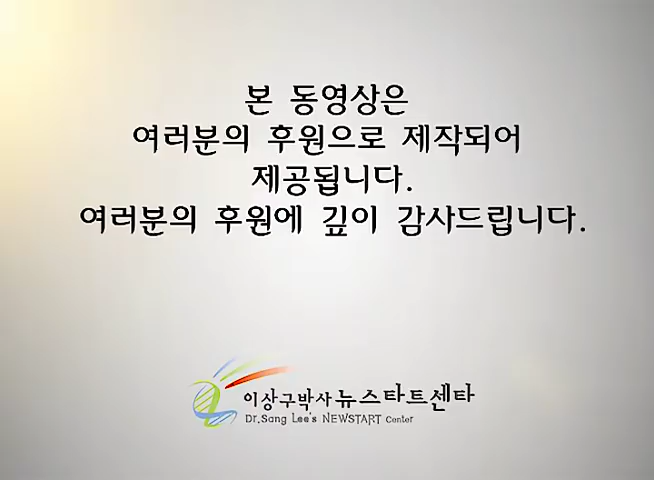 본 동영상은
여러분의 후원으로 제작되어
제공됩니다.
여러분의 후원에 깊이 감사드립니다.
이상구박사 뉴스타트센타
Dr.Sang Lee's NEWSTART Center